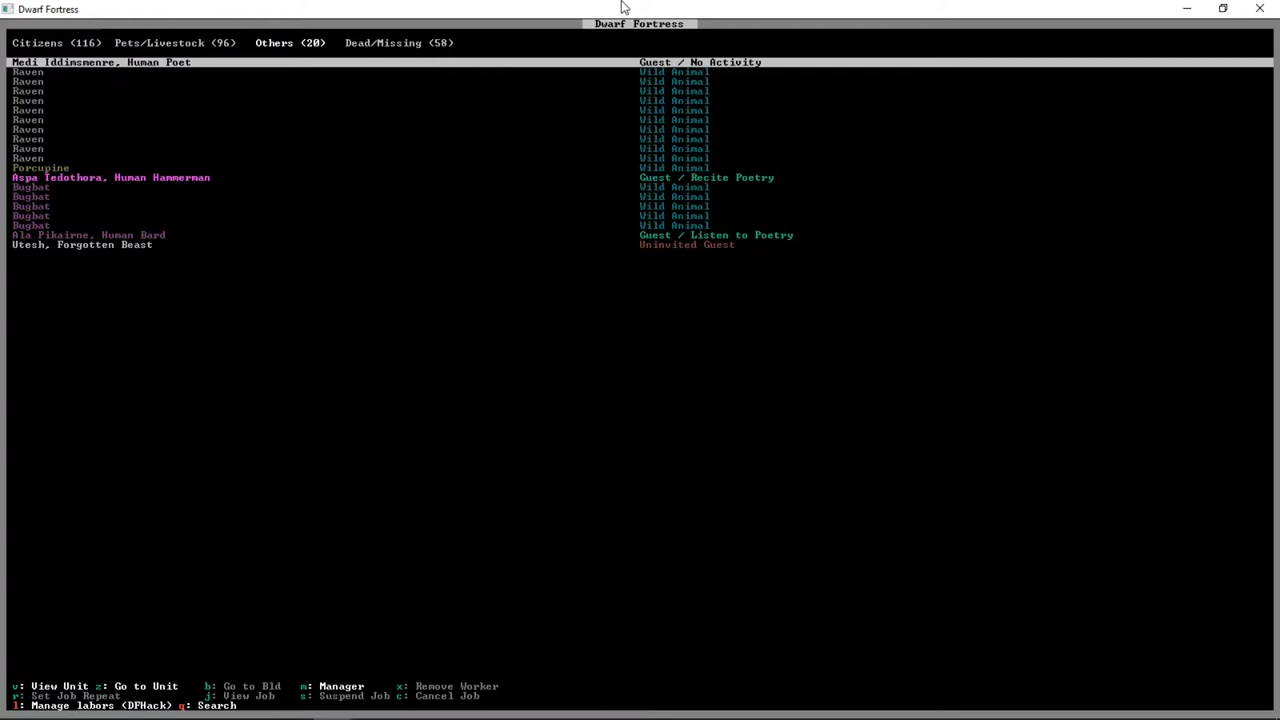 Dwarf Fortress
Dwarf Fortress
Citizens (116) Pets/Livestock (96) Others (20) Dead/Missing (58)
Medi Iddimsmenre, Human Poet Guest / No Activity
Raven Wild Animal
Raven Wild Animal
Raven Wild Animal
Raven Wild Animal
Raven Wild Animal
Raven Wild Animal
Raven Wild Animal
Raven Wild Animal
Raven Wild Animal
Raven Wild Animal
Porcupine Wild Animal
Aspa Tedothora, Human Hammerman Guest / Recite Poetry
Bugbat Wild Animal
Bugbat Wild Animal
Bugbat Wild Animal
Bugbat Wild Animal
Bugbat Wild Animal
Ala Pikairne, Human Bard Guest / Listen to Poetry
Utesh, Forgotten Beast Uninvited Guest
v: View Unit z: Go to Unit b: Go to Bld m: Manager x: Remove Worker
r: Set Job Repeat j: View Job s: Suspend Job c: Cancel Job
l: Manage labors (DFHack) q: Search